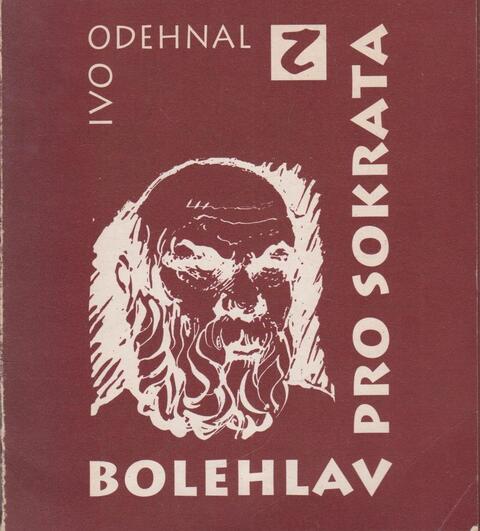 IVO
ODEHNAL
BOLEHLAV
PRO SOKRATA